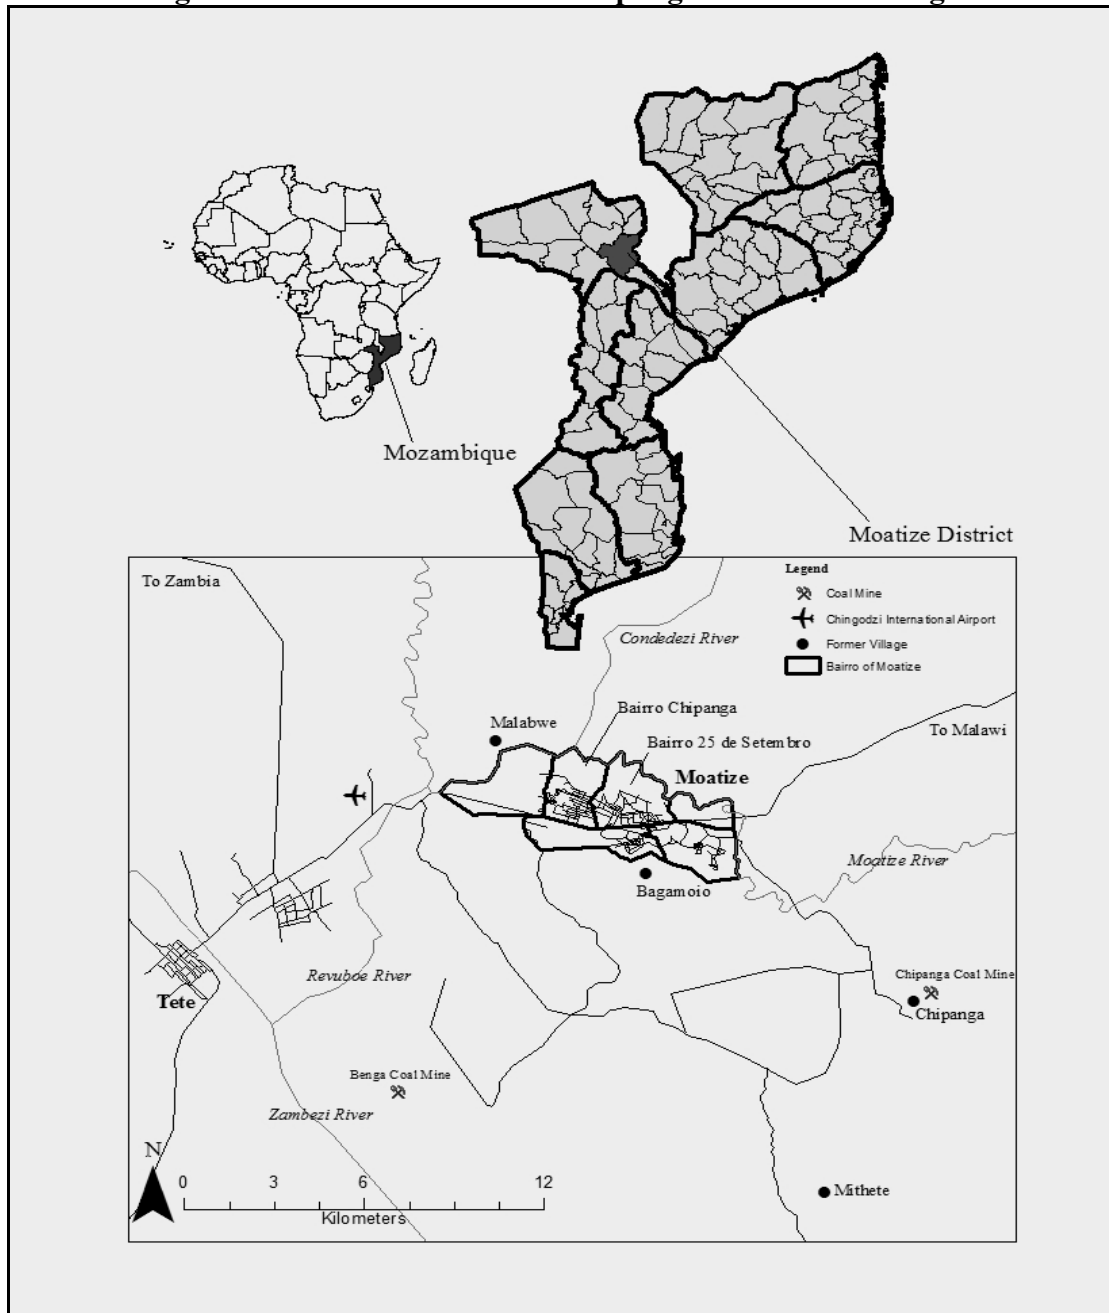 Mozambique
Moatize District
To Zambia
Legend
Coal Mine
Chingodzi International Airport
Former Village
Bairro of Moatize
Condedezi River
Bairro Chipanga
Malabwe
Bairro 25 de Setembro
To Malawi
Moatize
Moatize River
Bagamoio
Revuboe River
Chipanga Coal Mine
Tete
Chipanga
Benga Coal Mine
Zambezi River
N
0 3 6 12
Kilometers
Mithete